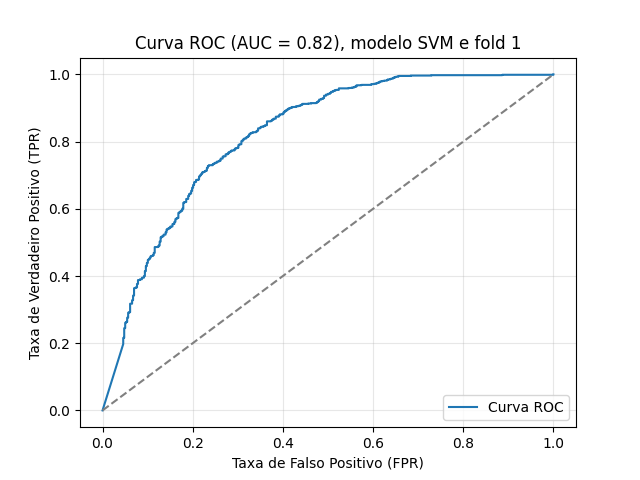 Curva ROC (AUC = 0.82), modelo SVM e fold 1
Taxa de Verdadeiro Positivo (TPR)
1.0
0.8
0.6
0.4
0.2
0.0
Curva ROC
0.0 0.2 0.4 0.6 0.8 1.0
Taxa de Falso Positivo (FPR)